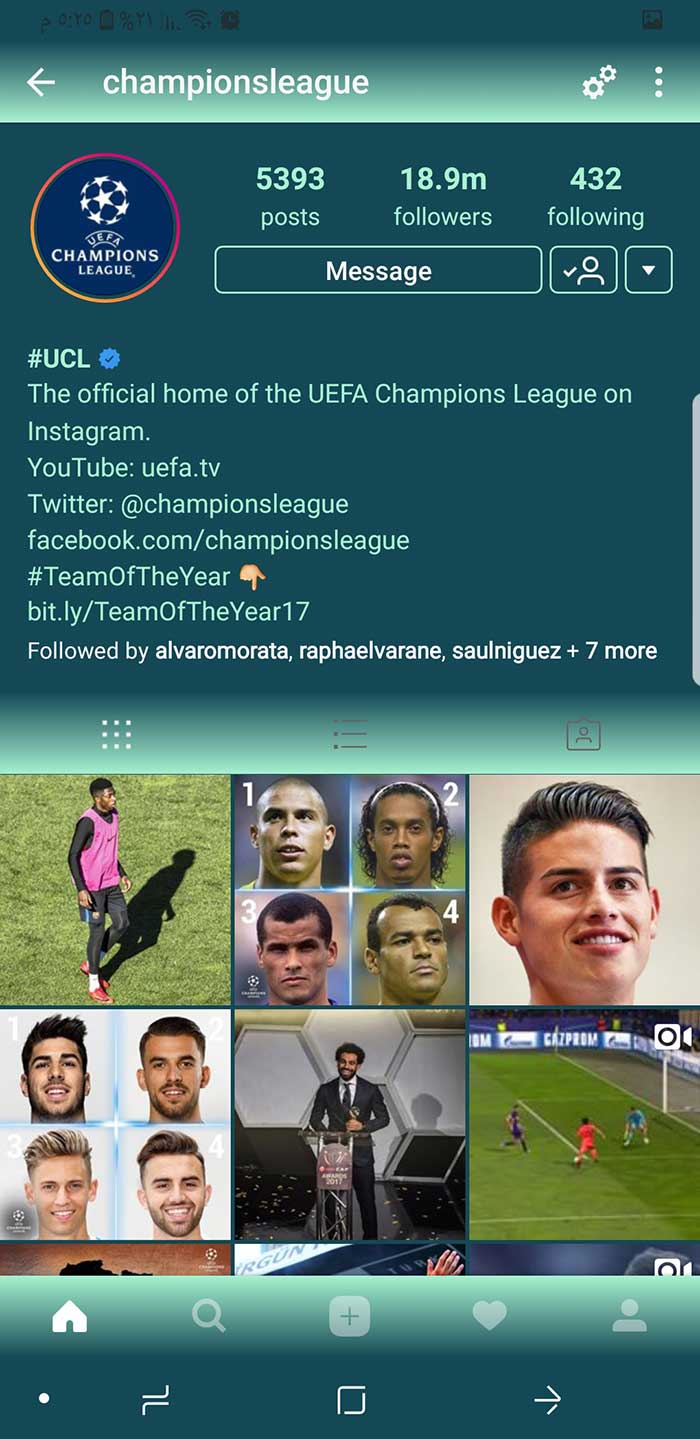 ٥:٢٥ م %٢١
championsleague
5393 18.9m 432
posts followers following
UEFA
CHAMPIONS
LEAGUE
Message
#UCL
The official home of the UEFA Champions League on
Instagram.
YouTube: uefa.tv
Twitter: @championsleague
facebook.com/championsleague
#TeamOfTheYear 👇
bit.ly/TeamOfTheYear17
Followed by alvaromorata, raphaelvarane, saulniguez + 7 more
1 2
3 4
1 2
3 4
AWARDS
2017
GAZPROM